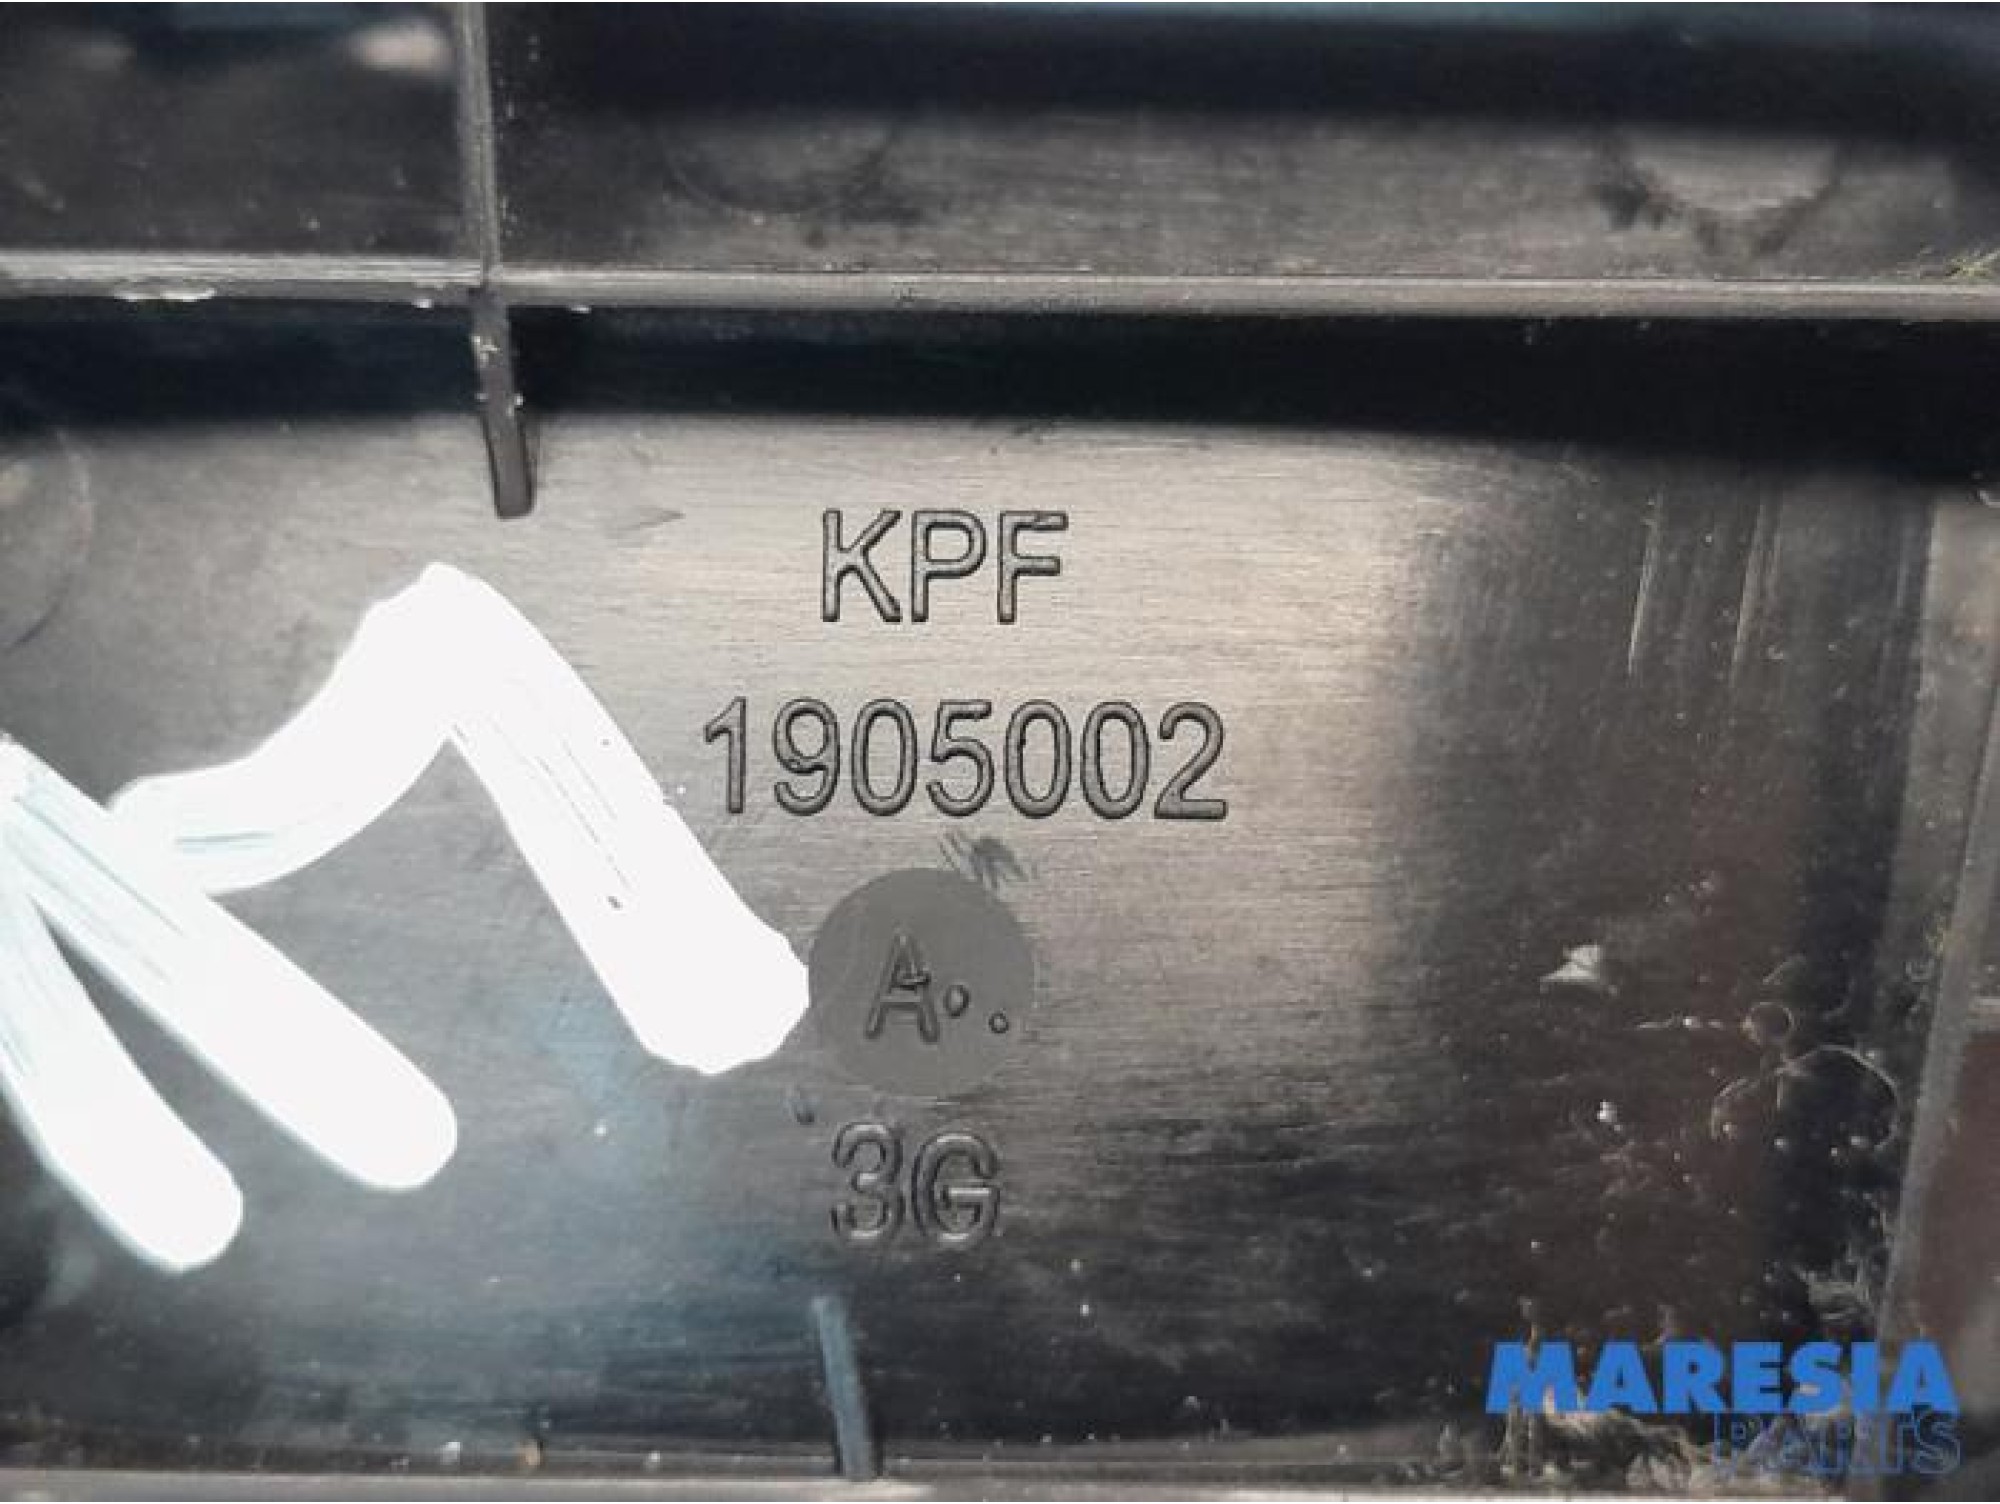 KPF
1905002
A..
3G
MARESIA
PARTS